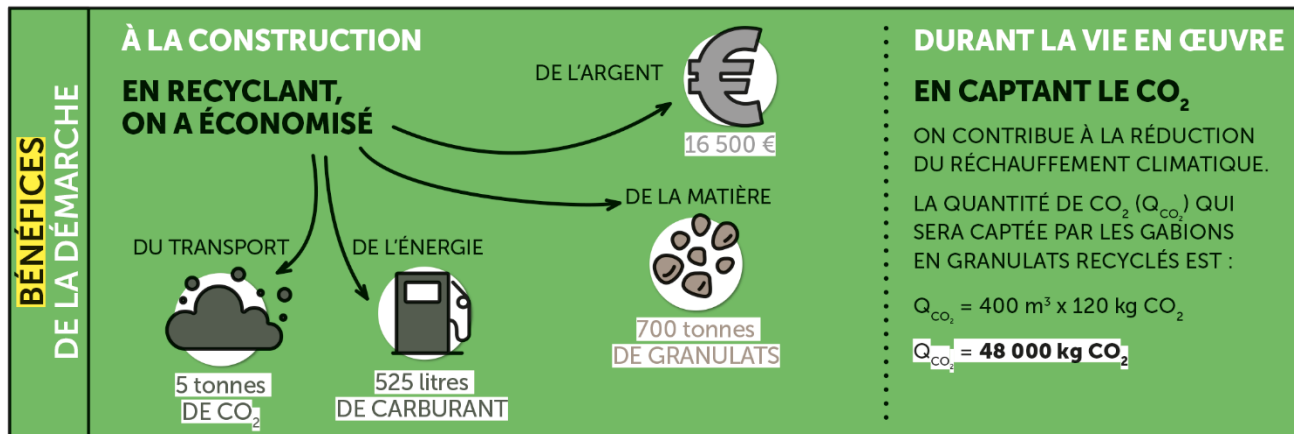 BÉNÉFICES
DE LA DÉMARCHE
À LA CONSTRUCTION
EN RECYCLANT,
ON A ÉCONOMISÉ
DU TRANSPORT
5 tonnes
DE CO₂
DE L'ÉNERGIE
525 litres
DE CARBURANT
DE L'ARGENT
€
16 500 €
DE LA MATIÈRE
700 tonnes
DE GRANULATS
DURANT LA VIE EN ŒUVRE
EN CAPTANT LE CO₂
ON CONTRIBUE À LA RÉDUCTION
DU RÉCHAUFFEMENT CLIMATIQUE.
LA QUANTITÉ DE CO₂ (Q_CO₂) QUI
SERA CAPTÉE PAR LES GABIONS
EN GRANULATS RECYCLÉS EST :
Q_CO₂ = 400 m³ x 120 kg CO₂
Q_CO₂ = 48 000 kg CO₂